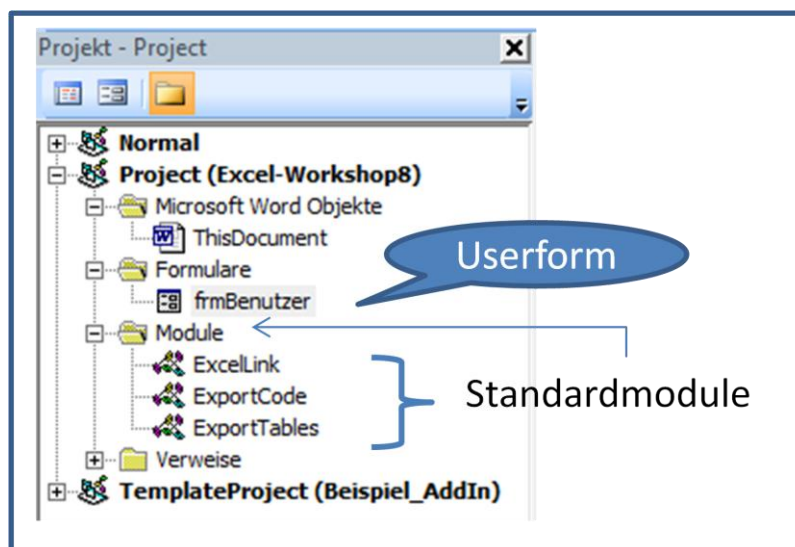 Projekt - Project
Normal
Project (Excel-Workshop8)
Microsoft Word Objekte
ThisDocument
Userform
Formulare
frmBenutzer
Module
ExcelLink
Standardmodule
ExportCode
ExportTables
Verweise
TemplateProject (Beispiel_AddIn)